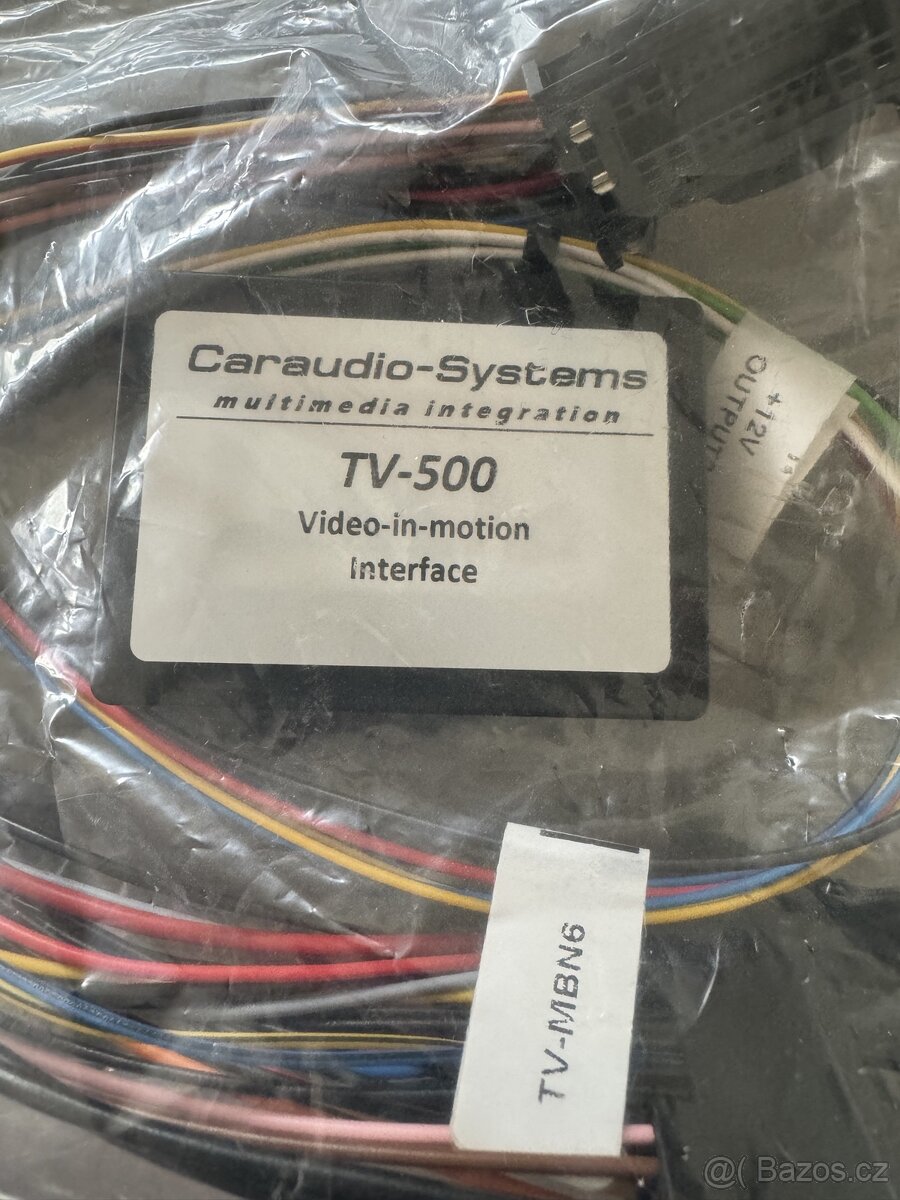 Caraudio-Systems
multimedia integration
TV-500
Video-in-motion
Interface
+12V
OUTPUT
TV-MBN6
@( Bazos.cz